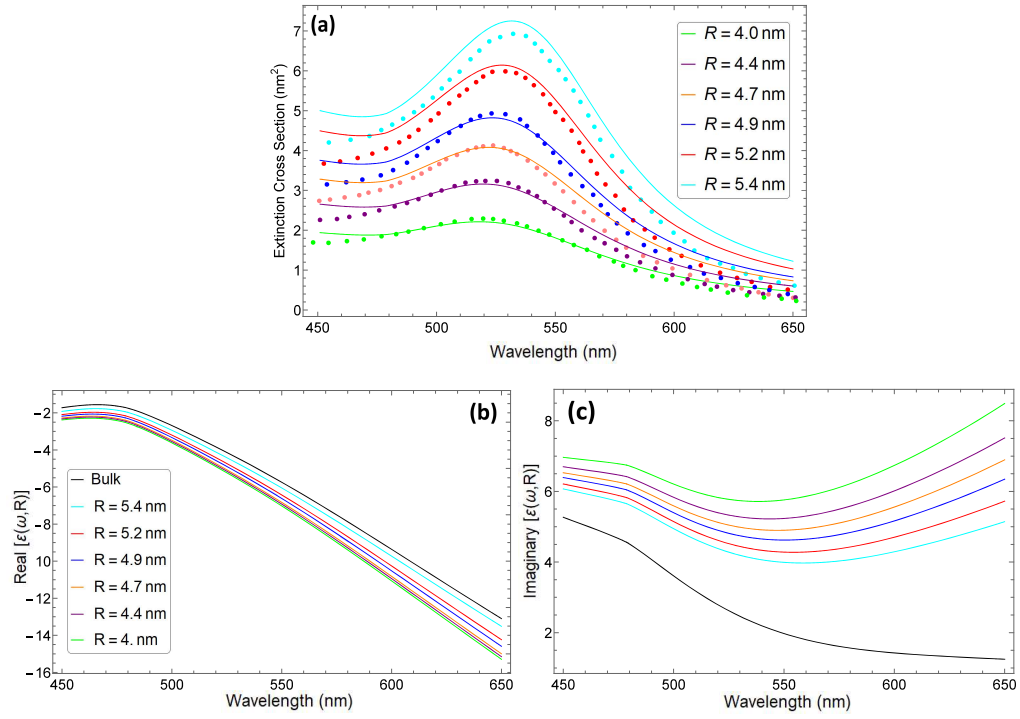 (a)
Extinction Cross Section (nm²)
7
6
5
4
3
2
1
0
R = 4.0 nm
R = 4.4 nm
R = 4.7 nm
R = 4.9 nm
R = 5.2 nm
R = 5.4 nm
450 500 550 600 650
Wavelength (nm)
(b)
Real [ε(ω,R)]
−2
−4
−6
−8
−10
−12
−14
−16
Bulk
R = 5.4 nm
R = 5.2 nm
R = 4.9 nm
R = 4.7 nm
R = 4.4 nm
R = 4. nm
450 500 550 600 650
Wavelength (nm)
(c)
Imaginary [ε(ω,R)]
8
6
4
2
450 500 550 600 650
Wavelength (nm)